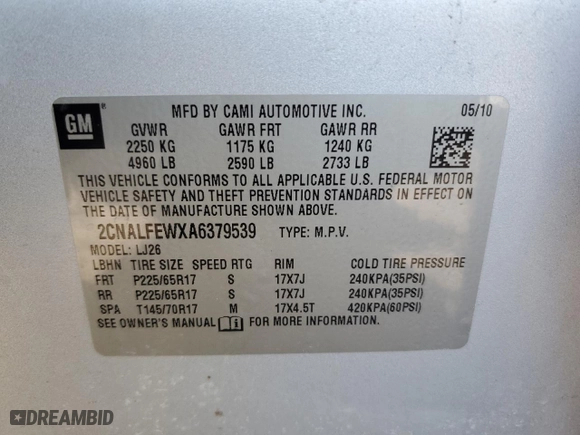 GM
MFD BY CAMI AUTOMOTIVE INC. 05/10
GVWR GAWR FRT GAWR RR
2250 KG 1175 KG 1240 KG
4960 LB 2590 LB 2733 LB
THIS VEHICLE CONFORMS TO ALL APPLICABLE U.S. FEDERAL MOTOR
VEHICLE SAFETY AND THEFT PREVENTION STANDARDS IN EFFECT ON
THE DATE OF MANUFACTURE SHOWN ABOVE.
2CNALFEWXA6379539 TYPE: M.P.V.
MODEL: LJ26
LBHN TIRE SIZE SPEED RTG RIM COLD TIRE PRESSURE
FRT P225/65R17 S 17X7J 240KPA(35PSI)
RR P225/65R17 S 17X7J 240KPA(35PSI)
SPA T145/70R17 M 17X4.5T 420KPA(60PSI)
SEE OWNER'S MANUAL FOR MORE INFORMATION.
DREAMBID